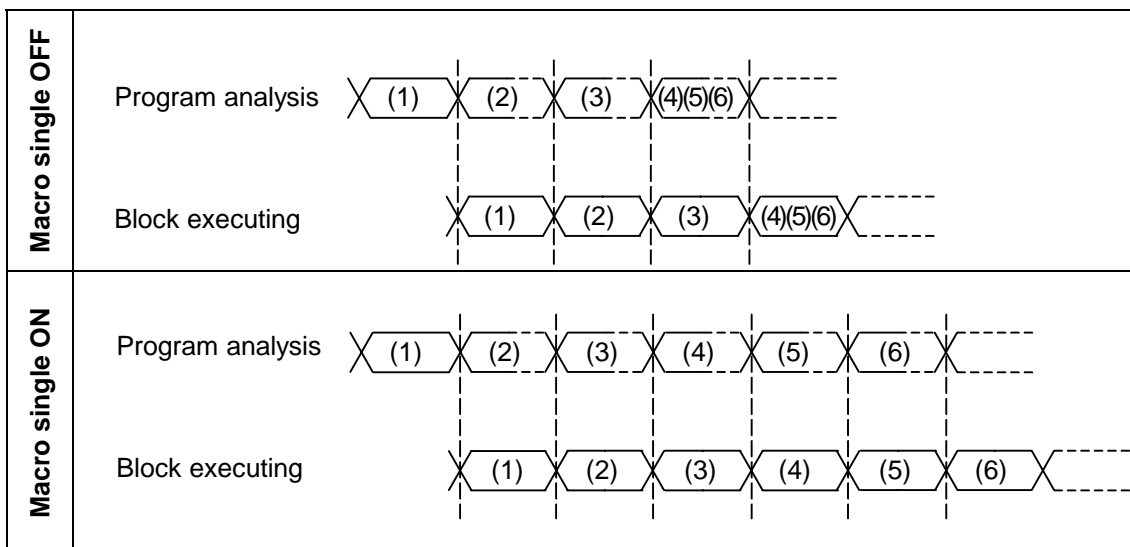 Macro single OFF
Program analysis (1) (2) (3) (4)(5)(6)
Block executing (1) (2) (3) (4)(5)(6)
Macro single ON
Program analysis (1) (2) (3) (4) (5) (6)
Block executing (1) (2) (3) (4) (5) (6)